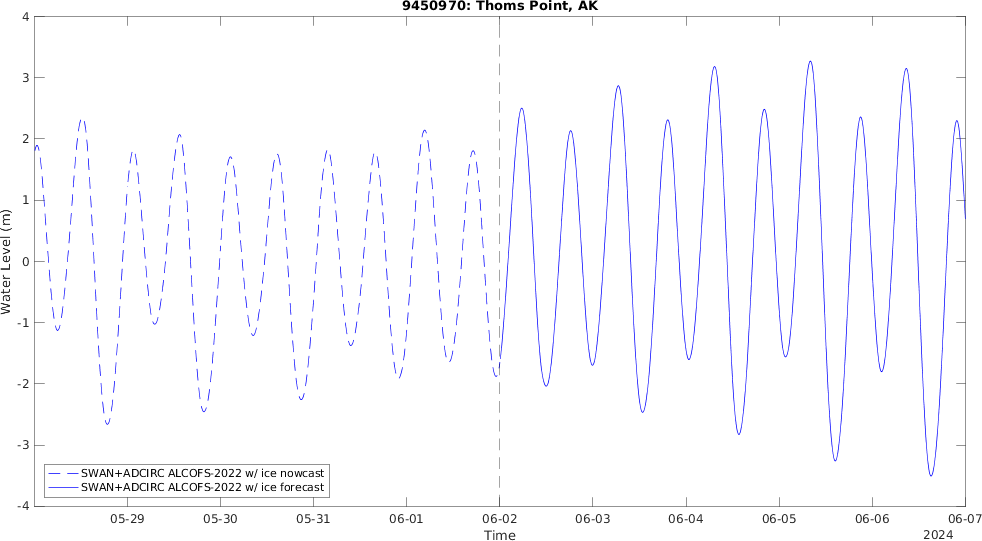 9450970: Thoms Point, AK
4
3
2
1
0
-1
-2
-3
-4
Water Level (m)
SWAN+ADCIRC ALCOFS-2022 w/ ice nowcast
SWAN+ADCIRC ALCOFS-2022 w/ ice forecast
05-29 05-30 05-31 06-01 06-02 06-03 06-04 06-05 06-06 06-07
Time
2024